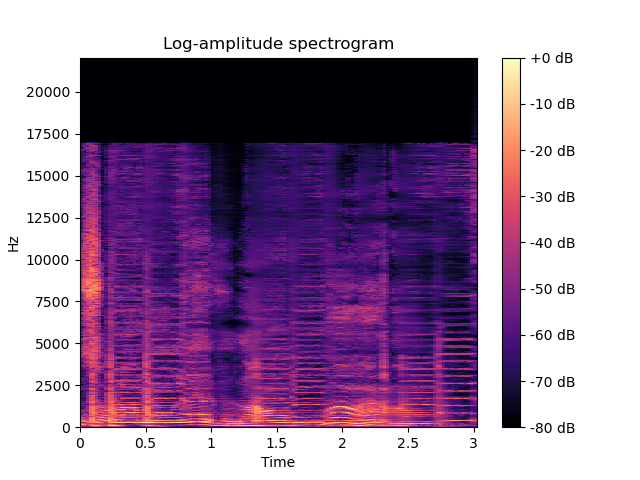 Log-amplitude spectrogram
Hz
20000
17500
15000
12500
10000
7500
5000
2500
0
0 0.5 1 1.5 2 2.5 3
Time
+0 dB
-10 dB
-20 dB
-30 dB
-40 dB
-50 dB
-60 dB
-70 dB
-80 dB